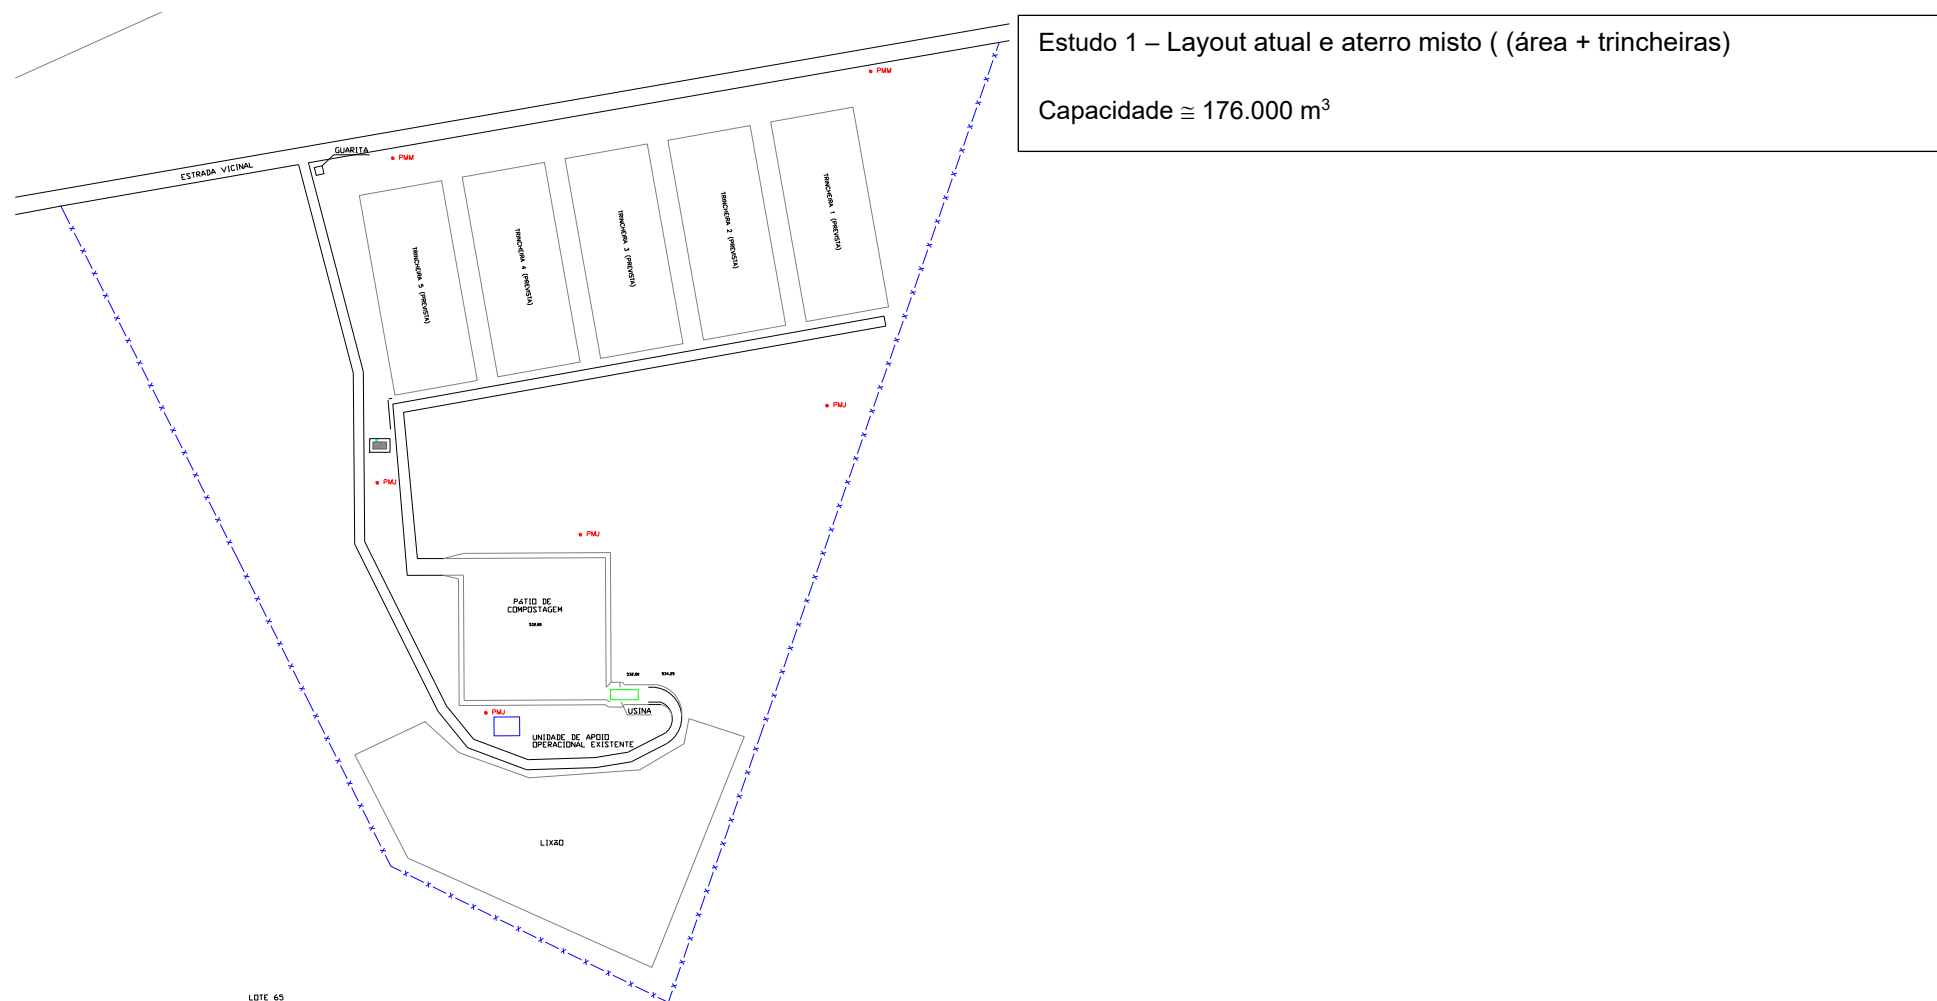 Estudo 1 – Layout atual e aterro misto ( (área + trincheiras)
Capacidade ≅ 176.000 m³
PMM
GUARITA
PMM
ESTRADA VICINAL
TRINCHEIRA 1 (PREVISTA)
TRINCHEIRA 2 (PREVISTA)
TRINCHEIRA 3 (PREVISTA)
TRINCHEIRA 4 (PREVISTA)
TRINCHEIRA 5 (PREVISTA)
PMJ
PMJ
PMJ
PÁTIO DE
COMPOSTAGEM
PMJ
USINA
UNIDADE DE APOIO
OPERACIONAL EXISTENTE
LIXÃO
LOTE 65